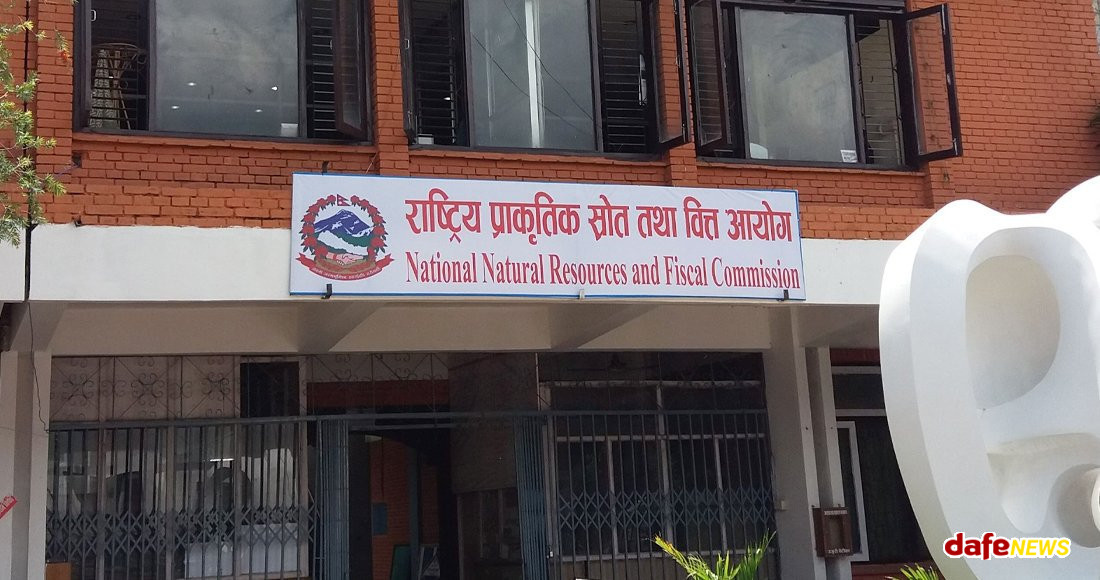 राष्ट्रिय प्राकृतिक स्रोत तथा वित्त आयोग
National Natural Resources and Fiscal Commission
dafeNEWS